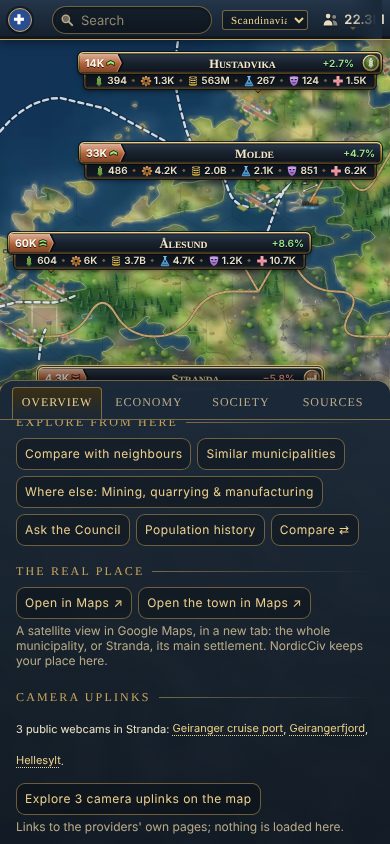 Search
Scandinavia
22.3
14K
HUSTADVIKA
+2.7%
394 • 1.3K • 563M • 267 • 124 • 1.5K
33K
MOLDE
+4.7%
486 • 4.2K • 2.0B • 2.1K • 851 • 6.2K
60K
ÅLESUND
+8.6%
604 • 6K • 3.7B • 4.7K • 1.2K • 10.7K
4.3K
STRANDA
−5.8%
OVERVIEW
ECONOMY
SOCIETY
SOURCES
EXPLORE FROM HERE
Compare with neighbours
Similar municipalities
Where else: Mining, quarrying & manufacturing
Ask the Council
Population history
Compare ⇄
THE REAL PLACE
Open in Maps ↗
Open the town in Maps ↗
A satellite view in Google Maps, in a new tab: the whole
municipality, or Stranda, its main settlement. NordicCiv keeps
your place here.
CAMERA UPLINKS
3 public webcams in Stranda: Geiranger cruise port, Geirangerfjord,
Hellesylt.
Explore 3 camera uplinks on the map
Links to the providers' own pages; nothing is loaded here.